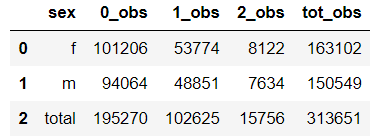 sex 0_obs 1_obs 2_obs tot_obs
0 f 101206 53774 8122 163102
1 m 94064 48851 7634 150549
2 total 195270 102625 15756 313651